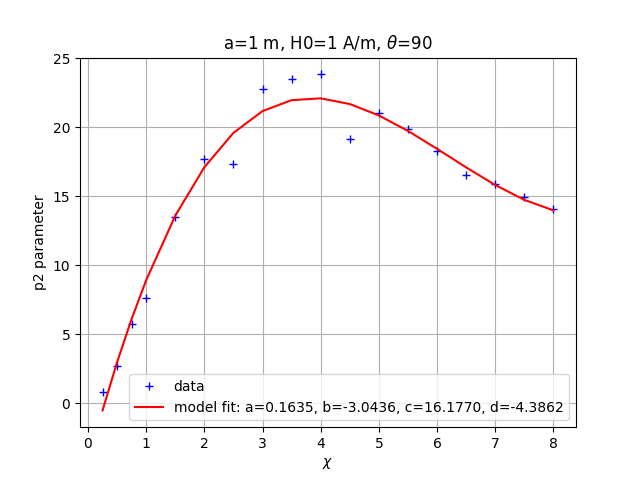 a=1 m, H0=1 A/m, θ=90
25
20
15
10
5
0
p2 parameter
data
model fit: a=0.1635, b=-3.0436, c=16.1770, d=-4.3862
0 1 2 3 4 5 6 7 8
χ